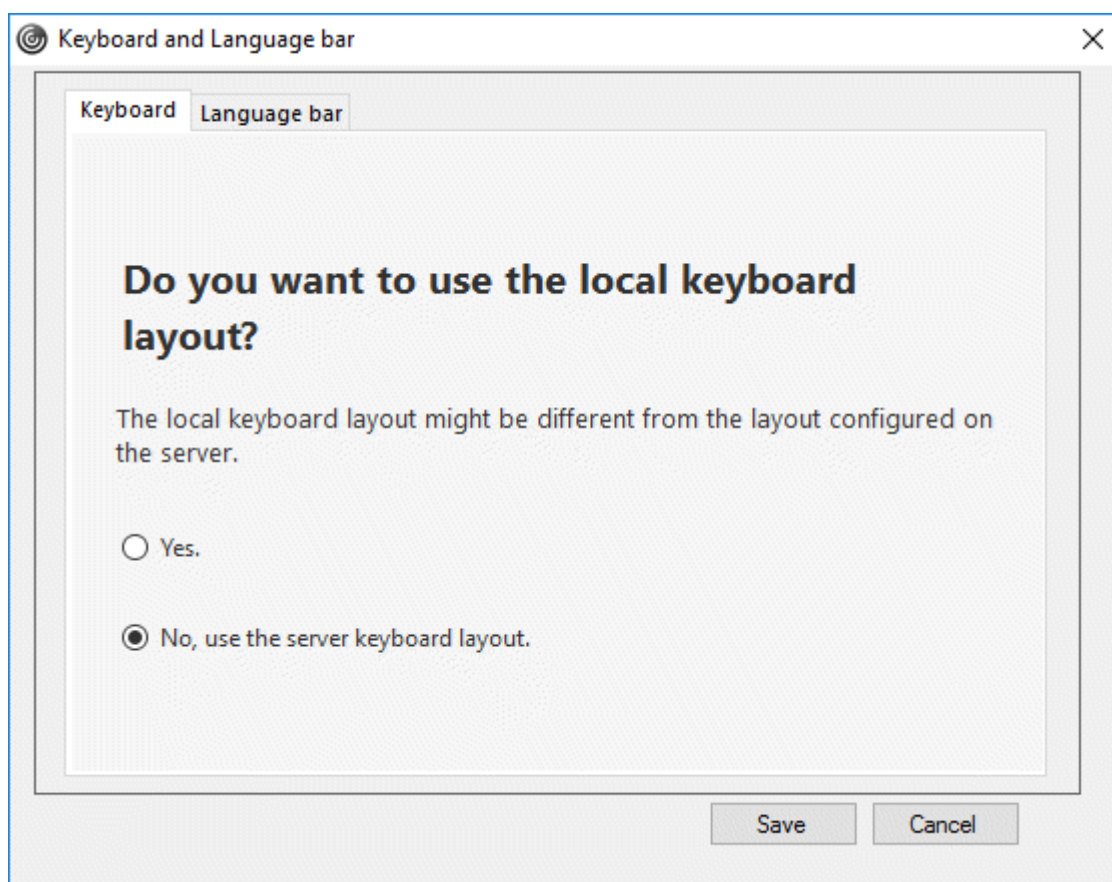 Keyboard and Language bar
Keyboard
Language bar
Do you want to use the local keyboard
layout?
The local keyboard layout might be different from the layout configured on
the server.
Yes.
No, use the server keyboard layout.
Save
Cancel